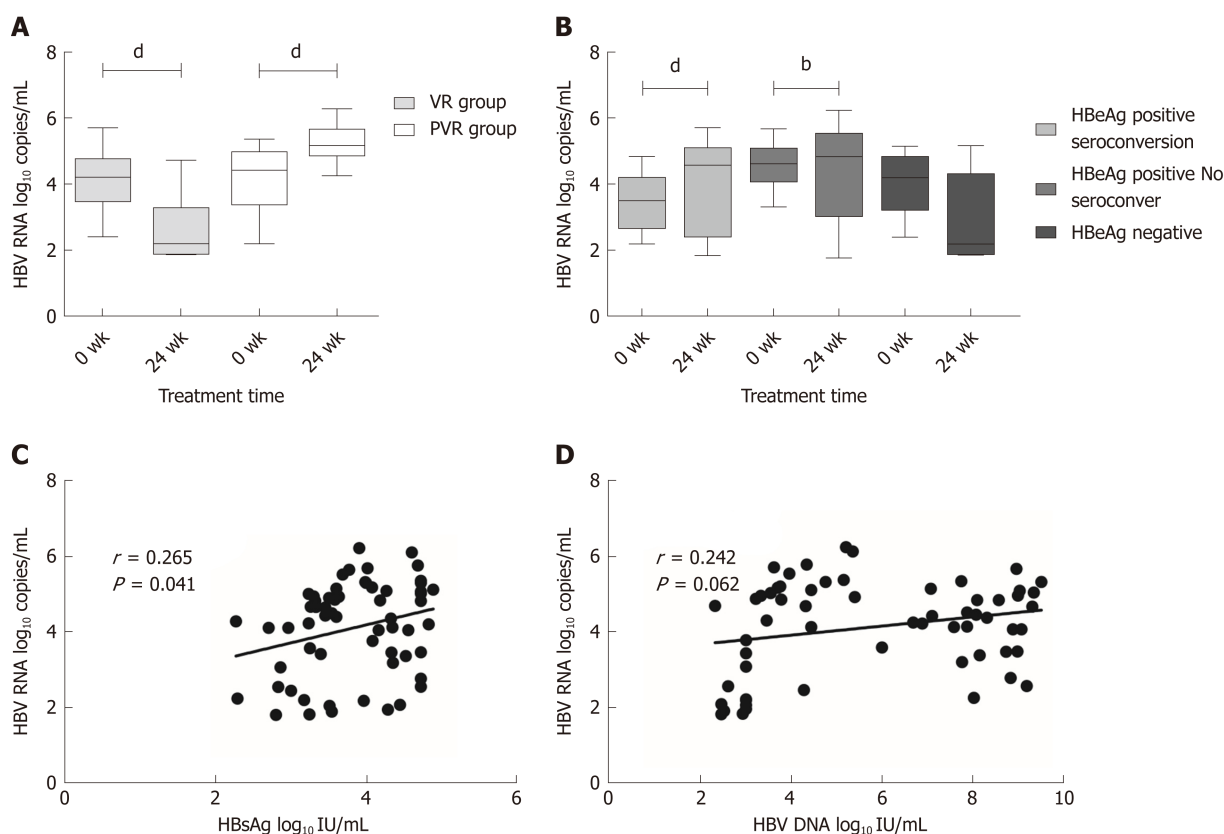 A
d
d
8
6
4
2
0
HBV RNA log10 copies/mL
0 wk
24 wk
0 wk
24 wk
Treatment time
VR group
PVR group
B
d
b
8
6
4
2
0
HBV RNA log10 copies/mL
0 wk
24 wk
0 wk
24 wk
0 wk
24 wk
Treatment time
HBeAg positive
seroconversion
HBeAg positive No
seroconver
HBeAg negative
C
8
6
4
2
0
HBV RNA log10 copies/mL
r = 0.265
P = 0.041
0
2
4
6
HBsAg log10 IU/mL
D
8
6
4
2
0
HBV RNA log10 copies/mL
r = 0.242
P = 0.062
0
2
4
6
8
10
HBV DNA log10 IU/mL